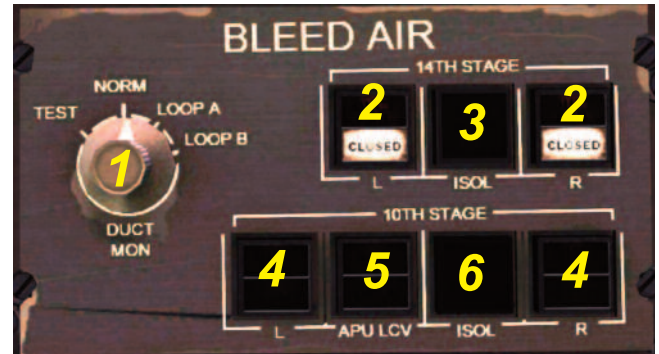 BLEED AIR
14TH STAGE
NORM
TEST
LOOP A
LOOP B
1
2
3
2
CLOSED
CLOSED
L
ISOL
R
DUCT
MON
10TH STAGE
4
5
6
4
L
APU LCV
ISOL
R